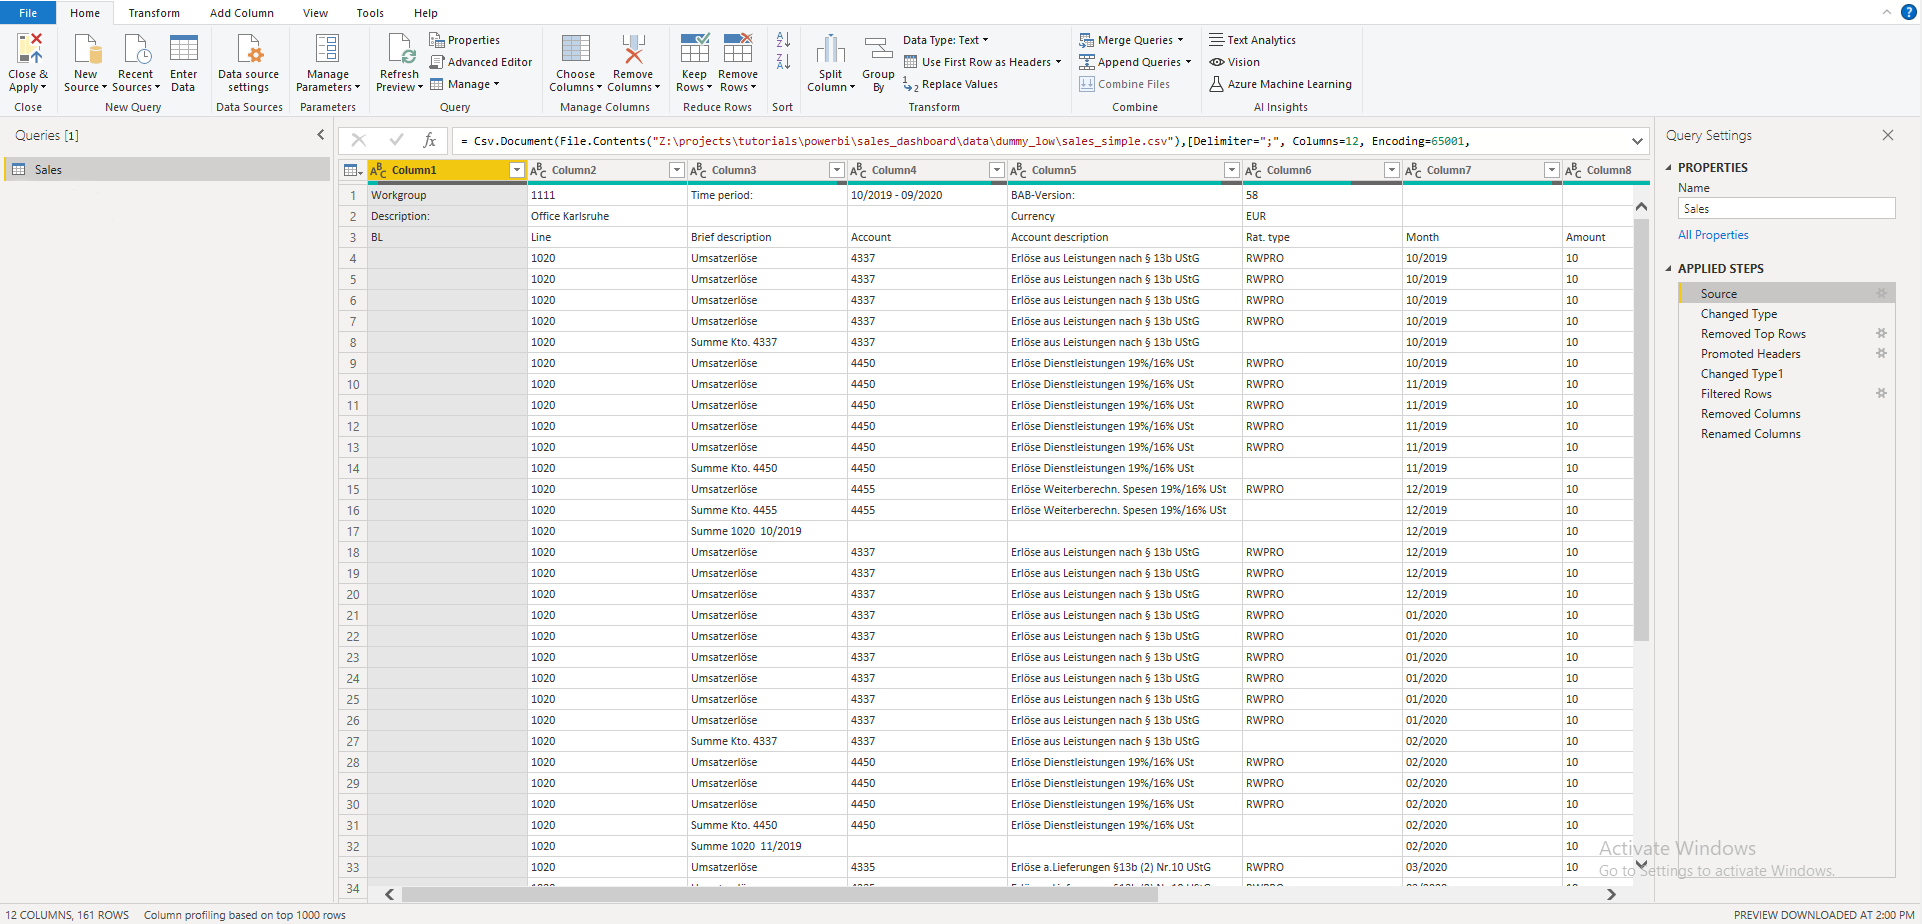 File Home Transform Add Column View Tools Help
Close & Apply
New Source
Recent Sources
Enter Data
Data source settings
Manage Parameters
Refresh Preview
Properties
Advanced Editor
Manage
Choose Columns
Remove Columns
Keep Rows
Remove Rows
Split Column
Group By
Data Type: Text
Use First Row as Headers
Replace Values
Merge Queries
Append Queries
Combine Files
Text Analytics
Vision
Azure Machine Learning
Close New Query Data Sources Parameters Query Manage Columns Reduce Rows Sort Transform Combine AI Insights
Queries [1]
Sales
fx = Csv.Document(File.Contents("Z:\projects\tutorials\powerbi\sales_dashboard\data\dummy_low\sales_simple.csv"),[Delimiter=";", Columns=12, Encoding=65001,
Column1 Column2 Column3 Column4 Column5 Column6 Column7 Column8
1 Workgroup 1111 Time period: 10/2019 - 09/2020 BAB-Version: 58
2 Description: Office Karlsruhe Currency EUR
3 BL Line Brief description Account Account description Rat. type Month Amount
4 1020 Umsatzerlöse 4337 Erlöse aus Leistungen nach § 13b UStG RWPRO 10/2019 10
5 1020 Umsatzerlöse 4337 Erlöse aus Leistungen nach § 13b UStG RWPRO 10/2019 10
6 1020 Umsatzerlöse 4337 Erlöse aus Leistungen nach § 13b UStG RWPRO 10/2019 10
7 1020 Umsatzerlöse 4337 Erlöse aus Leistungen nach § 13b UStG RWPRO 10/2019 10
8 1020 Summe Kto. 4337 4337 Erlöse aus Leistungen nach § 13b UStG 10/2019 10
9 1020 Umsatzerlöse 4450 Erlöse Dienstleistungen 19%/16% USt RWPRO 10/2019 10
10 1020 Umsatzerlöse 4450 Erlöse Dienstleistungen 19%/16% USt RWPRO 11/2019 10
11 1020 Umsatzerlöse 4450 Erlöse Dienstleistungen 19%/16% USt RWPRO 11/2019 10
12 1020 Umsatzerlöse 4450 Erlöse Dienstleistungen 19%/16% USt RWPRO 11/2019 10
13 1020 Umsatzerlöse 4450 Erlöse Dienstleistungen 19%/16% USt RWPRO 11/2019 10
14 1020 Summe Kto. 4450 4450 Erlöse Dienstleistungen 19%/16% USt 11/2019 10
15 1020 Umsatzerlöse 4455 Erlöse Weiterberechn. Spesen 19%/16% USt RWPRO 12/2019 10
16 1020 Summe Kto. 4455 4455 Erlöse Weiterberechn. Spesen 19%/16% USt 12/2019 10
17 1020 Summe 1020 10/2019 12/2019 10
18 1020 Umsatzerlöse 4337 Erlöse aus Leistungen nach § 13b UStG RWPRO 12/2019 10
19 1020 Umsatzerlöse 4337 Erlöse aus Leistungen nach § 13b UStG RWPRO 12/2019 10
20 1020 Umsatzerlöse 4337 Erlöse aus Leistungen nach § 13b UStG RWPRO 12/2019 10
21 1020 Umsatzerlöse 4337 Erlöse aus Leistungen nach § 13b UStG RWPRO 01/2020 10
22 1020 Umsatzerlöse 4337 Erlöse aus Leistungen nach § 13b UStG RWPRO 01/2020 10
23 1020 Umsatzerlöse 4337 Erlöse aus Leistungen nach § 13b UStG RWPRO 01/2020 10
24 1020 Umsatzerlöse 4337 Erlöse aus Leistungen nach § 13b UStG RWPRO 01/2020 10
25 1020 Umsatzerlöse 4337 Erlöse aus Leistungen nach § 13b UStG RWPRO 01/2020 10
26 1020 Umsatzerlöse 4337 Erlöse aus Leistungen nach § 13b UStG RWPRO 01/2020 10
27 1020 Summe Kto. 4337 4337 Erlöse aus Leistungen nach § 13b UStG 02/2020 10
28 1020 Umsatzerlöse 4450 Erlöse Dienstleistungen 19%/16% USt RWPRO 02/2020 10
29 1020 Umsatzerlöse 4450 Erlöse Dienstleistungen 19%/16% USt RWPRO 02/2020 10
30 1020 Umsatzerlöse 4450 Erlöse Dienstleistungen 19%/16% USt RWPRO 02/2020 10
31 1020 Summe Kto. 4450 4450 Erlöse Dienstleistungen 19%/16% USt 02/2020 10
32 1020 Summe 1020 11/2019 02/2020 10
33 1020 Umsatzerlöse 4335 Erlöse a.Lieferungen §13b (2) Nr.10 UStG RWPRO 03/2020 10
34
Query Settings
PROPERTIES
Name
Sales
All Properties
APPLIED STEPS
Source
Changed Type
Removed Top Rows
Promoted Headers
Changed Type1
Filtered Rows
Removed Columns
Renamed Columns
Activate Windows
Go to Settings to activate Windows.
12 COLUMNS, 161 ROWS Column profiling based on top 1000 rows PREVIEW DOWNLOADED AT 2:00 PM